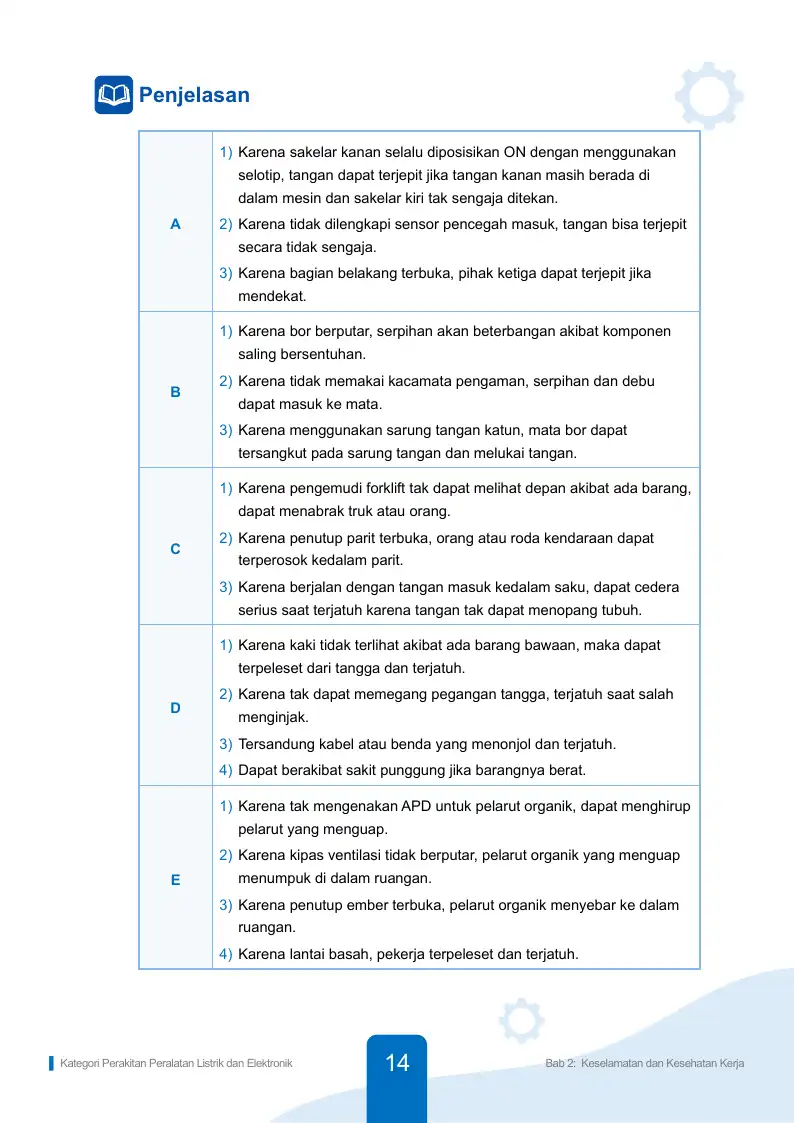 Penjelasan
A
1) Karena sakelar kanan selalu diposisikan ON dengan menggunakan
selotip, tangan dapat terjepit jika tangan kanan masih berada di
dalam mesin dan sakelar kiri tak sengaja ditekan.
2) Karena tidak dilengkapi sensor pencegah masuk, tangan bisa terjepit
secara tidak sengaja.
3) Karena bagian belakang terbuka, pihak ketiga dapat terjepit jika
mendekat.
B
1) Karena bor berputar, serpihan akan beterbangan akibat komponen
saling bersentuhan.
2) Karena tidak memakai kacamata pengaman, serpihan dan debu
dapat masuk ke mata.
3) Karena menggunakan sarung tangan katun, mata bor dapat
tersangkut pada sarung tangan dan melukai tangan.
C
1) Karena pengemudi forklift tak dapat melihat depan akibat ada barang,
dapat menabrak truk atau orang.
2) Karena penutup parit terbuka, orang atau roda kendaraan dapat
terperosok kedalam parit.
3) Karena berjalan dengan tangan masuk kedalam saku, dapat cedera
serius saat terjatuh karena tangan tak dapat menopang tubuh.
D
1) Karena kaki tidak terlihat akibat ada barang bawaan, maka dapat
terpeleset dari tangga dan terjatuh.
2) Karena tak dapat memegang pegangan tangga, terjatuh saat salah
menginjak.
3) Tersandung kabel atau benda yang menonjol dan terjatuh.
4) Dapat berakibat sakit punggung jika barangnya berat.
E
1) Karena tak mengenakan APD untuk pelarut organik, dapat menghirup
pelarut yang menguap.
2) Karena kipas ventilasi tidak berputar, pelarut organik yang menguap
menumpuk di dalam ruangan.
3) Karena penutup ember terbuka, pelarut organik menyebar ke dalam
ruangan.
4) Karena lantai basah, pekerja terpeleset dan terjatuh.
Kategori Perakitan Peralatan Listrik dan Elektronik
14
Bab 2: Keselamatan dan Kesehatan Kerja